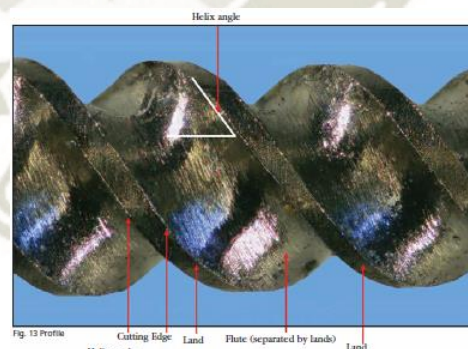 Helix angle
Fig. 13 Profile
Cutting Edge
Land
Flute (separated by lands)
Land